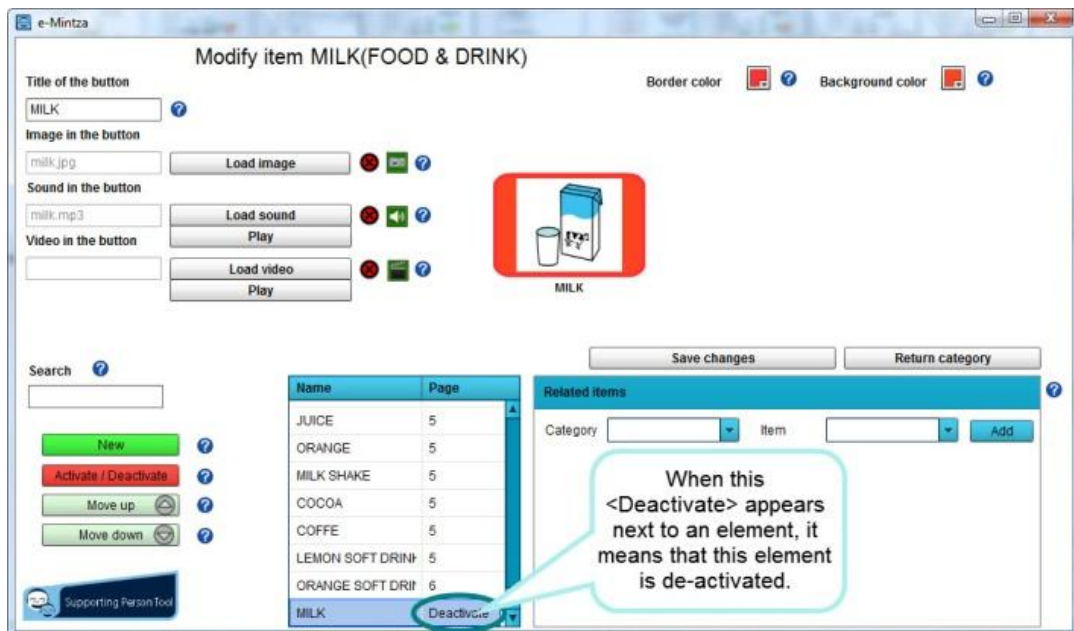 e-Mintza
Modify item MILK(FOOD & DRINK)
Title of the button
Border color
Background color
MILK
Image in the button
milk.jpg
Load image
Sound in the button
milk.mp3
Load sound
Play
Video in the button
Load video
Play
MILK
Save changes
Return category
Search
Name Page
JUICE 5
ORANGE 5
MILK SHAKE 5
COCOA 5
COFFE 5
LEMON SOFT DRINK 5
ORANGE SOFT DRIN 6
MILK Deactivate
Related items
Category
Item
Add
New
Activate / Deactivate
Move up
Move down
Supporting Person Tool
When this
<Deactivate> appears
next to an element, it
means that this element
is de-activated.